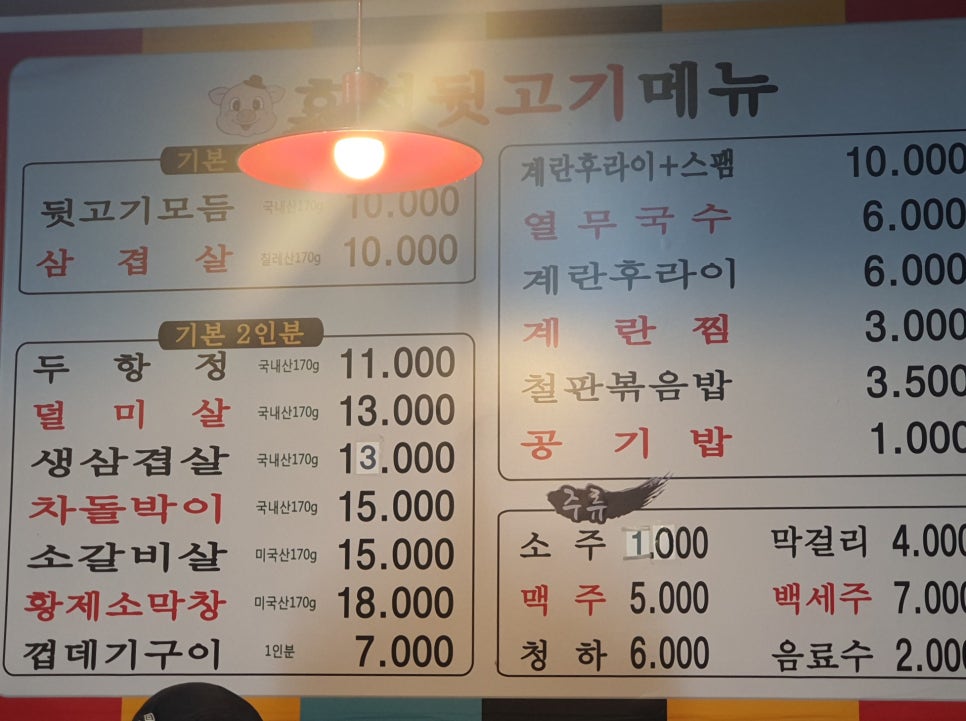 뒷고기메뉴
기본
뒷고기모듬 국내산170g 10.000
삼겹살 칠레산170g 10.000
기본 2인분
두항정 국내산170g 11.000
덜미살 국내산170g 13.000
생삼겹살 국내산170g 13.000
차돌박이 국내산170g 15.000
소갈비살 미국산170g 15.000
황제소막창 미국산170g 18.000
껍데기구이 1인분 7.000
계란후라이+스팸 10.000
열무국수 6.000
계란후라이 6.000
계란찜 3.000
철판볶음밥 3.500
공기밥 1.000
주류
소주 1.000 막걸리 4.000
맥주 5.000 백세주 7.000
청하 6.000 음료수 2.000